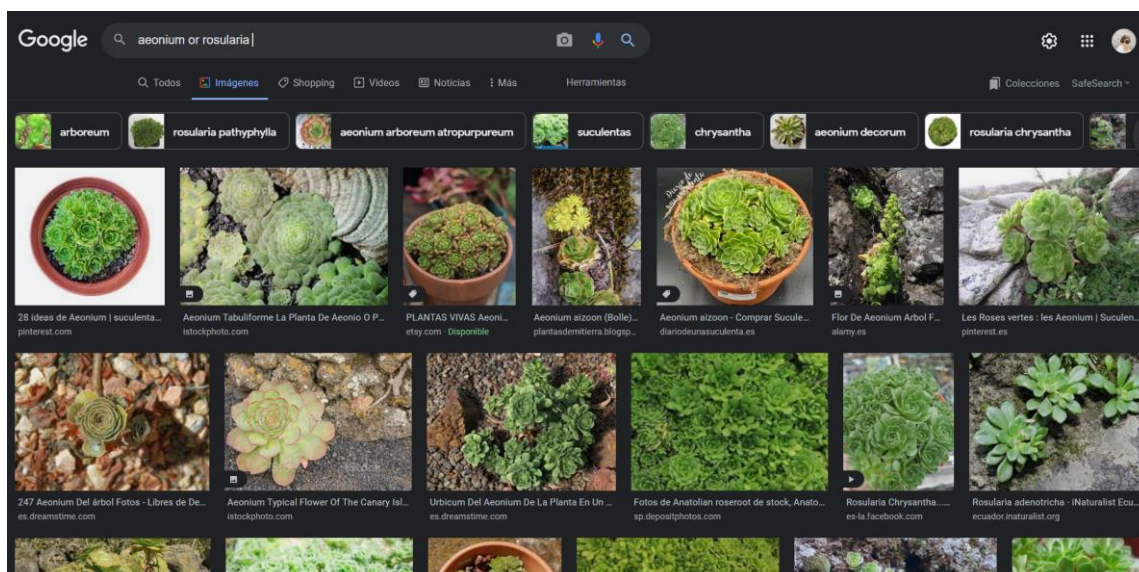 Google aeonium or rosularia
Todos Imágenes Shopping Videos Noticias Más Herramientas Colecciones SafeSearch
arboreum rosularia pathyphylla aeonium arboreum atropurpureum suculentas chrysantha aeonium decorum rosularia chrysantha
28 ideas de Aeonium | suculenta...
pinterest.com
Aeonium Tabuliforme La Planta De Aeonio O P...
istockphoto.com
PLANTAS VIVAS Aeoni...
etsy.com · Disponible
Aeonium aizoon (Bolle)...
plantasdemitierra.blogsp...
Aeonium aizoon - Comprar Sucule...
diariodeunasuculenta.es
Flor De Aeonium Arbol F...
alamy.es
Les Roses vertes : les Aeonium | Suculen...
pinterest.es
247 Aeonium Del árbol Fotos - Libres de De...
es.dreamstime.com
Aeonium Typical Flower Of The Canary Isl...
istockphoto.com
Urbicum Del Aeonium De La Planta En Un ...
es.dreamstime.com
Fotos de Anatolian roseroot de stock, Anato...
sp.depositphotos.com
Rosularia Chrysantha.....
es-la.facebook.com
Rosularia adenotricha - iNaturalist Ecu...
ecuador.inaturalist.org